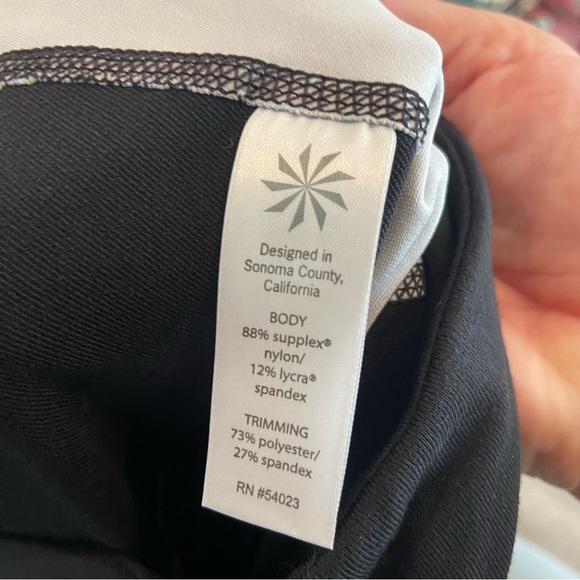 Designed in
Sonoma County,
California
BODY
88% supplex®
nylon/
12% lycra®
spandex
TRIMMING
73% polyester/
27% spandex
RN #54023